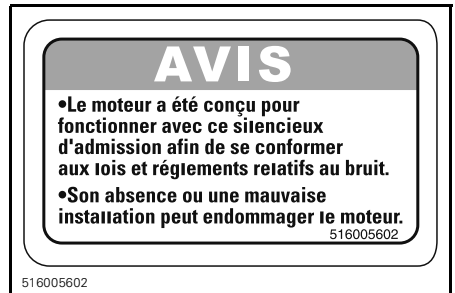 AVIS
•Le moteur a été conçu pour
fonctionner avec ce silencieux
d'admission afin de se conformer
aux lois et réglements relatifs au bruit.
•Son absence ou une mauvaise
installation peut endommager le moteur.
516005602
516005602